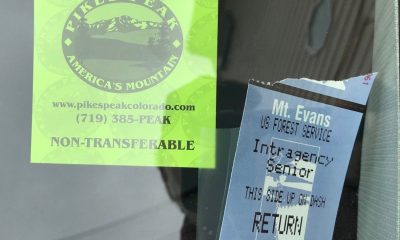 PIKES PEAK
AMERICA'S MOUNTAIN
www.pikespeakcolorado.com
(719) 385-PEAK
NON-TRANSFERABLE
Mt. Evans
US FOREST SERVICE
Intragency
Senior
THIS SIDE UP ON DASH
RETURN